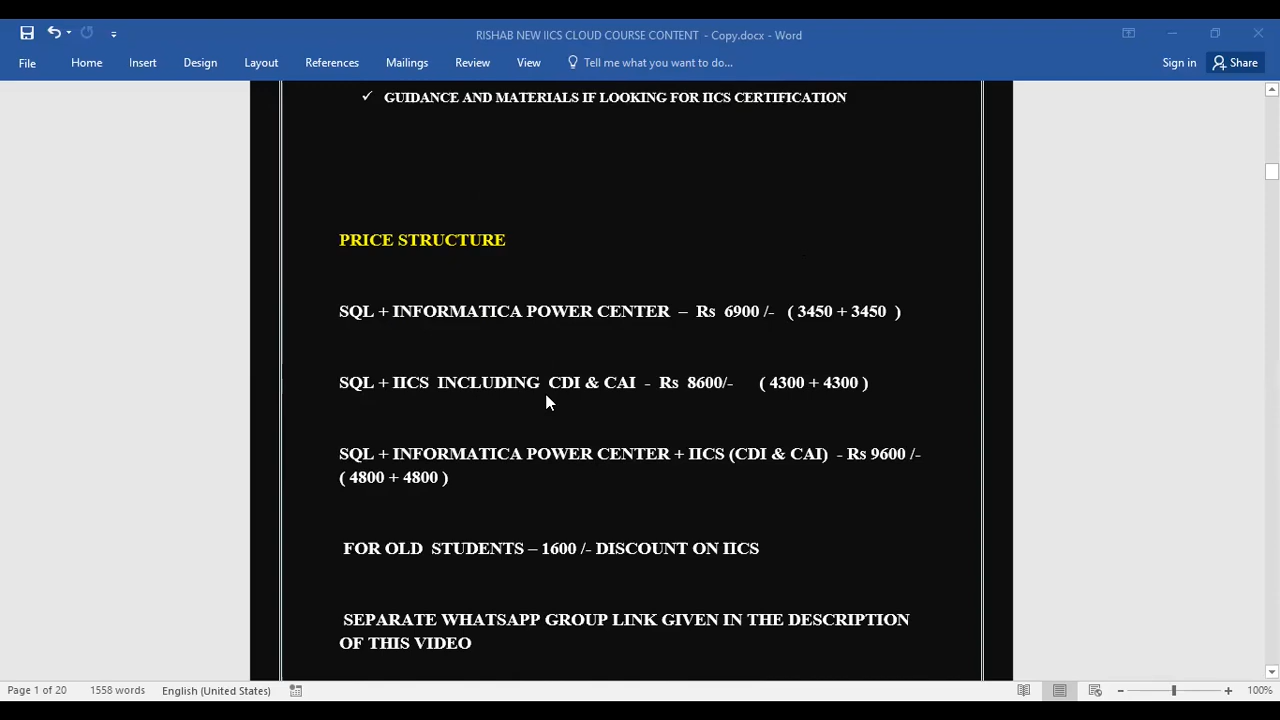 RISHAB NEW IICS CLOUD COURSE CONTENT - Copy.docx - Word
File Home Insert Design Layout References Mailings Review View Tell me what you want to do... Sign in Share
✓ GUIDANCE AND MATERIALS IF LOOKING FOR IICS CERTIFICATION
PRICE STRUCTURE
SQL + INFORMATICA POWER CENTER – Rs 6900 /- ( 3450 + 3450 )
SQL + IICS INCLUDING CDI & CAI - Rs 8600/- ( 4300 + 4300 )
SQL + INFORMATICA POWER CENTER + IICS (CDI & CAI) - Rs 9600 /-
( 4800 + 4800 )
FOR OLD STUDENTS – 1600 /- DISCOUNT ON IICS
SEPARATE WHATSAPP GROUP LINK GIVEN IN THE DESCRIPTION
OF THIS VIDEO
Page 1 of 20 1558 words English (United States) 100%